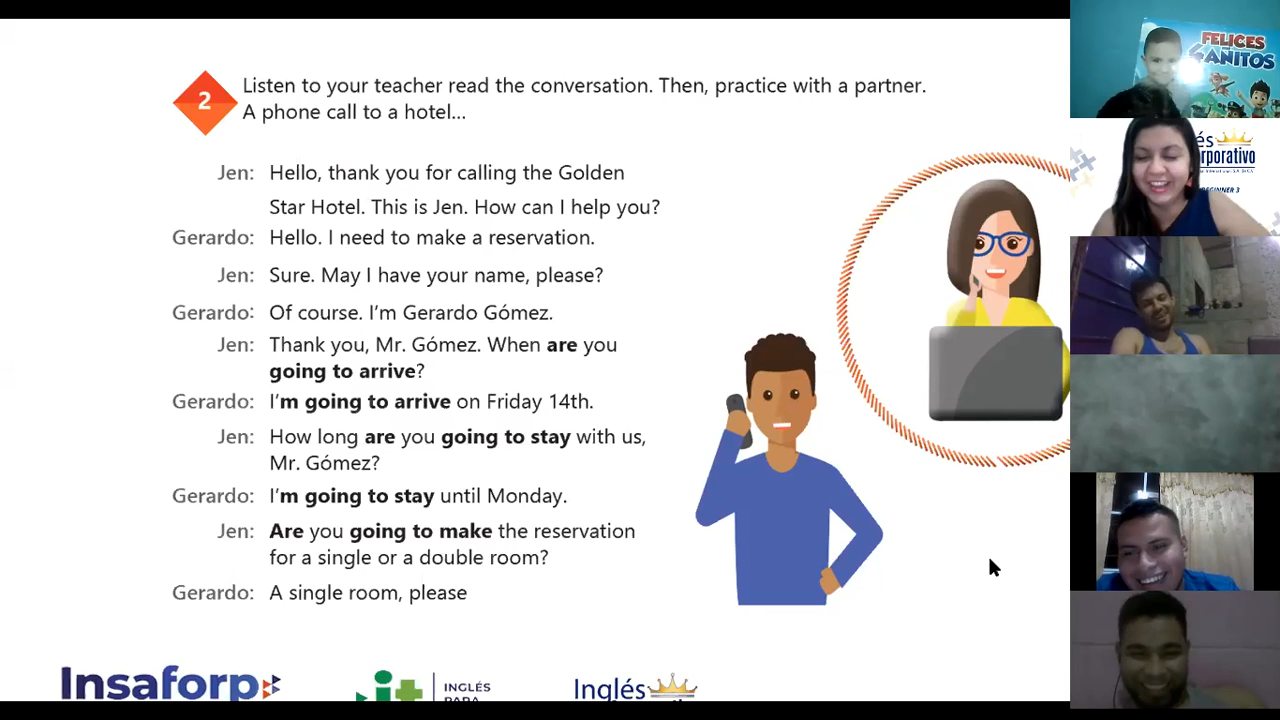 2
Listen to your teacher read the conversation. Then, practice with a partner.
A phone call to a hotel...
Jen: Hello, thank you for calling the Golden
Star Hotel. This is Jen. How can I help you?
Gerardo: Hello. I need to make a reservation.
Jen: Sure. May I have your name, please?
Gerardo: Of course. I'm Gerardo Gómez.
Jen: Thank you, Mr. Gómez. When are you
going to arrive?
Gerardo: I'm going to arrive on Friday 14th.
Jen: How long are you going to stay with us,
Mr. Gómez?
Gerardo: I'm going to stay until Monday.
Jen: Are you going to make the reservation
for a single or a double room?
Gerardo: A single room, please
Insaforp
it
INGLÉS
Inglés
FELICES
4 AÑITOS
BEGINNER 3